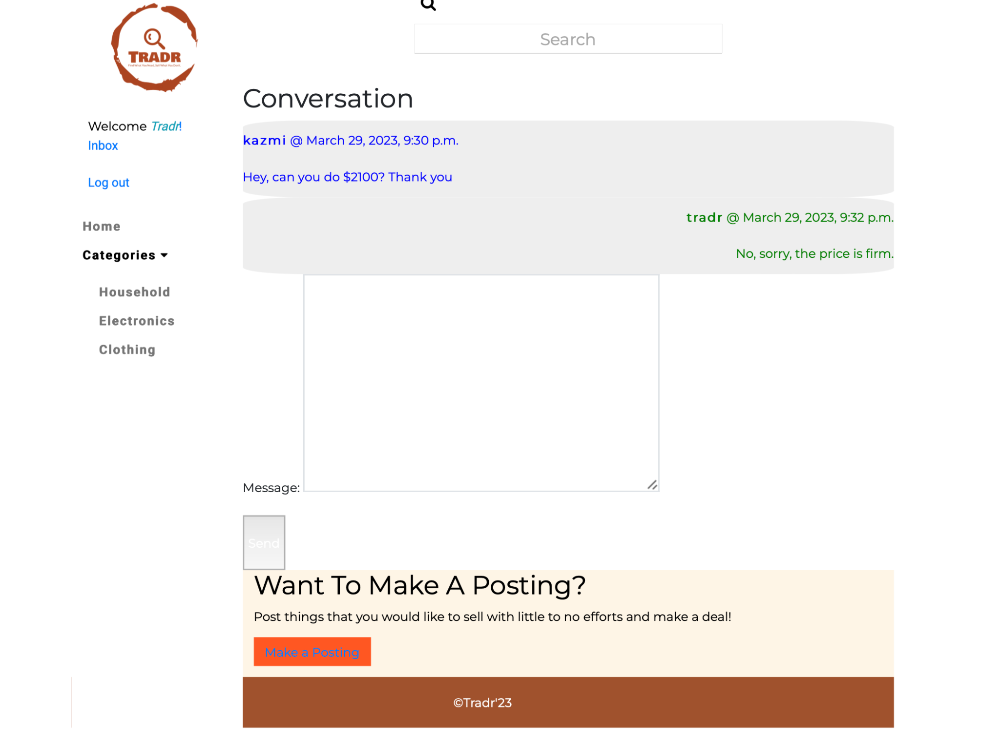 Search
TRADR
Find What You Need, Sell What You Don't.
Welcome Tradr!
Inbox
Log out
Home
Categories
Household
Electronics
Clothing
Conversation
kazmi @ March 29, 2023, 9:30 p.m.
Hey, can you do $2100? Thank you
tradr @ March 29, 2023, 9:32 p.m.
No, sorry, the price is firm.
Message:
Send
Want To Make A Posting?
Post things that you would like to sell with little to no efforts and make a deal!
Make a Posting
©Tradr'23